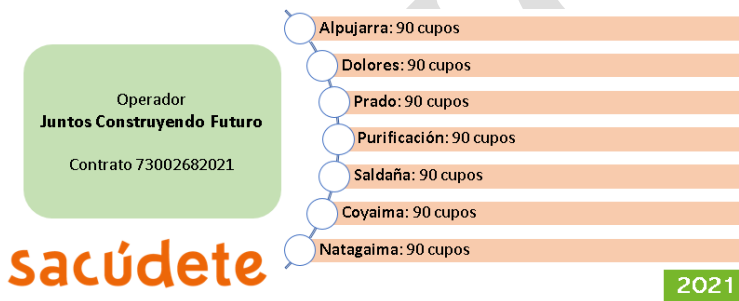 Operador
Juntos Construyendo Futuro
Contrato 73002682021
sacúdete
Alpujarra: 90 cupos
Dolores: 90 cupos
Prado: 90 cupos
Purificación: 90 cupos
Saldaña: 90 cupos
Coyaima: 90 cupos
Natagaima: 90 cupos
2021